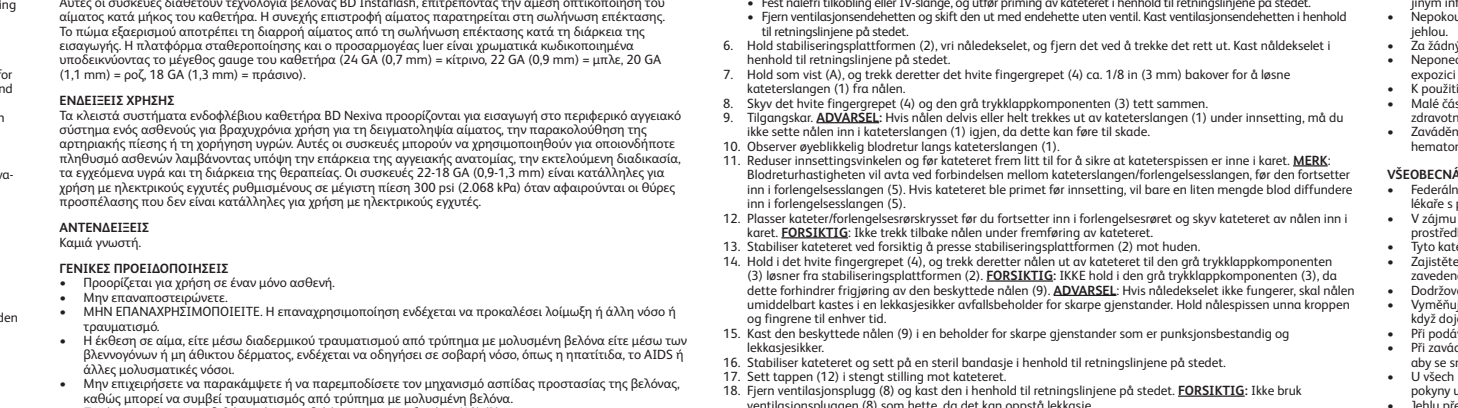 Αυτές οι συσκευές διαθέτουν τεχνολογία βελόνας BD Instaflash, επιτρέποντας την άμεση οπτικοποίηση του
αίματος κατά μήκος του καθετήρα. Η συνεχής επιστροφή αίματος παρατηρείται στη σωλήνωση επέκτασης.
Το πώμα εξαερισμού αποτρέπει τη διαρροή αίματος από τη σωλήνωση επέκτασης κατά τη διάρκεια της
εισαγωγής. Η πλατφόρμα σταθεροποίησης και ο προσαρμογέας luer είναι χρωματικά κωδικοποιημένα
υποδεικνύοντας το μέγεθος gauge του καθετήρα (24 GA (0,7 mm) = κίτρινο, 22 GA (0,9 mm) = μπλε, 20 GA
(1,1 mm) = ροζ, 18 GA (1,3 mm) = πράσινο).
ΕΝΔΕΙΞΕΙΣ ΧΡΗΣΗΣ
Τα κλειστά συστήματα ενδοφλέβιου καθετήρα BD Nexiva προορίζονται για εισαγωγή στο περιφερικό αγγειακό
σύστημα ενός ασθενούς για βραχυχρόνια χρήση για τη δειγματοληψία αίματος, την παρακολούθηση της
αρτηριακής πίεσης ή τη χορήγηση υγρών. Αυτές οι συσκευές μπορούν να χρησιμοποιηθούν για οποιονδήποτε
πληθυσμό ασθενών λαμβάνοντας υπόψη την επάρκεια της αγγειακής ανατομίας, την εκτελούμενη διαδικασία,
τα εγχεόμενα υγρά και τη διάρκεια της θεραπείας. Οι συσκευές 22-18 GA (0,9-1,3 mm) είναι κατάλληλες για
χρήση με ηλεκτρικούς εγχυτές ρυθμισμένους σε μέγιστη πίεση 300 psi (2.068 kPa) όταν αφαιρούνται οι θύρες
προσπέλασης που δεν είναι κατάλληλες για χρήση με ηλεκτρικούς εγχυτές.
ΑΝΤΕΝΔΕΙΞΕΙΣ
Καμιά γνωστή.
ΓΕΝΙΚΕΣ ΠΡΟΕΙΔΟΠΟΙΗΣΕΙΣ
• Προορίζεται για χρήση σε έναν μόνο ασθενή.
• Μην επαναποστειρώνετε.
• ΜΗΝ ΕΠΑΝΑΧΡΗΣΙΜΟΠΟΙΕΙΤΕ. Η επαναχρησιμοποίηση ενδέχεται να προκαλέσει λοίμωξη ή άλλη νόσο ή
τραυματισμό.
• Η έκθεση σε αίμα, είτε μέσω διαδερμικού τραυματισμού από τρύπημα με μολυσμένη βελόνα είτε μέσω των
βλεννογόνων ή μη άθικτου δέρματος, ενδέχεται να οδηγήσει σε σοβαρή νόσο, όπως η ηπατίτιδα, το AIDS ή
άλλες μολυσματικές νόσοι.
• Μην επιχειρήσετε να παρακάμψετε ή να παρεμποδίσετε τον μηχανισμό ασπίδας προστασίας της βελόνας,
καθώς μπορεί να συμβεί τραυματισμός από τρύπημα με μολυσμένη βελόνα.
• Fest nålefri tilkobling eller IV-slange, og utfør priming av kateteret i henhold til retningslinjene på stedet.
• Fjern ventilasjonsendehetten og skift den ut med endehette uten ventil. Kast ventilasjonsendehetten i henhold
til retningslinjene på stedet.
6. Hold stabiliseringsplattformen (2), vri nåledekselet, og fjern det ved å trekke det rett ut. Kast nåldekselet i
henhold til retningslinjene på stedet.
7. Hold som vist (A), og trekk deretter det hvite fingergrepet (4) ca. 1/8 in (3 mm) bakover for å løsne
kateterslangen (1) fra nålen.
8. Skyv det hvite fingergrepet (4) og den grå trykklappkomponenten (3) tett sammen.
9. Tilgangskar. ADVARSEL: Hvis nålen delvis eller helt trekkes ut av kateterslangen (1) under innsetting, må du
ikke sette nålen inn i kateterslangen (1) igjen, da dette kan føre til skade.
10. Observer øyeblikkelig blodretur langs kateterslangen (1).
11. Reduser innsettingsvinkelen og før kateteret frem litt til for å sikre at kateterspissen er inne i karet. MERK:
Blodreturhastigheten vil avta ved forbindelsen mellom kateterslangen/forlengelsesslangen, før den fortsetter
inn i forlengelsesslangen (5). Hvis kateteret ble primet før innsetting, vil bare en liten mengde blod diffundere
inn i forlengelsesslangen (5).
12. Plasser kateter/forlengelsesrørskrysset før du fortsetter inn i forlengelsesrøret og skyv kateteret av nålen inn i
karet. FORSIKTIG: Ikke trekk tilbake nålen under fremføring av kateteret.
13. Stabiliser kateteret ved forsiktig å presse stabiliseringsplattformen (2) mot huden.
14. Hold i det hvite fingergrepet (4), og trekk deretter nålen ut av kateteret til den grå trykklappkomponenten
(3) løsner fra stabiliseringsplattformen (2). FORSIKTIG: IKKE hold i den grå trykklappkomponenten (3), da
dette forhindrer frigjøring av den beskyttede nålen (9). ADVARSEL: Hvis nåledekselet ikke fungerer, skal nålen
umiddelbart kastes i en lekkasjesikker avfallsbeholder for skarpe gjenstander. Hold nålespissen unna kroppen
og fingrene til enhver tid.
15. Kast den beskyttede nålen (9) i en beholder for skarpe gjenstander som er punksjonsbestandig og
lekkasjesikker.
16. Stabiliser kateteret og sett på en steril bandasje i henhold til retningslinjene på stedet.
17. Sett tappen (12) i stengt stilling mot kateteret.
18. Fjern ventilasjonsplugg (8) og kast den i henhold til retningslinjene på stedet. FORSIKTIG: Ikke bruk
ventilasjonspluggen (8) som hette, da det kan oppstå lekkasje.